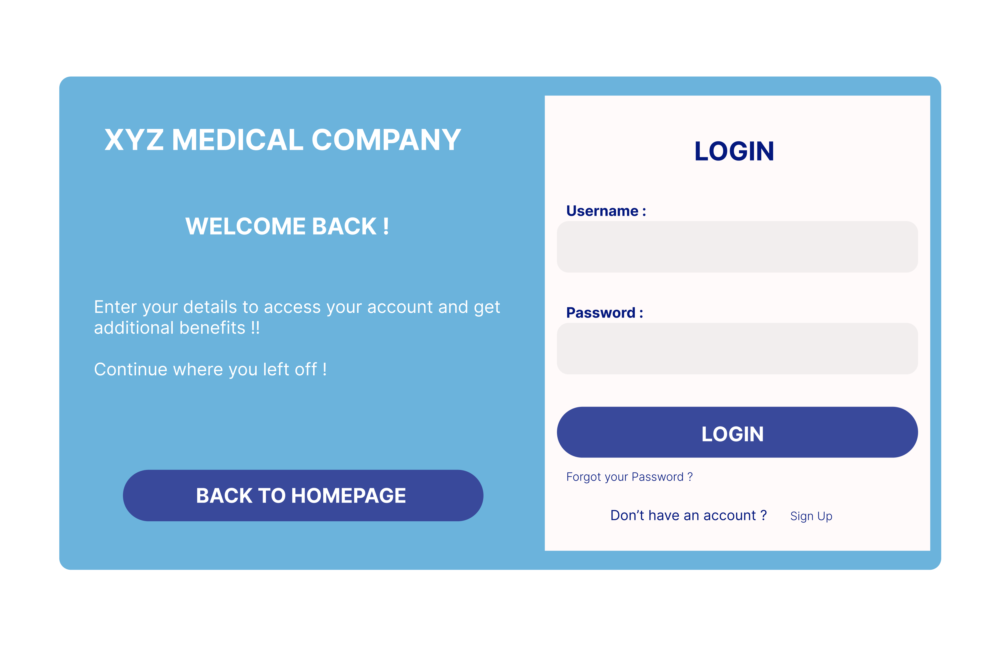 XYZ MEDICAL COMPANY
WELCOME BACK !
Enter your details to access your account and get
additional benefits !!
Continue where you left off !
BACK TO HOMEPAGE
LOGIN
Username :
Password :
LOGIN
Forgot your Password ?
Don’t have an account ? Sign Up